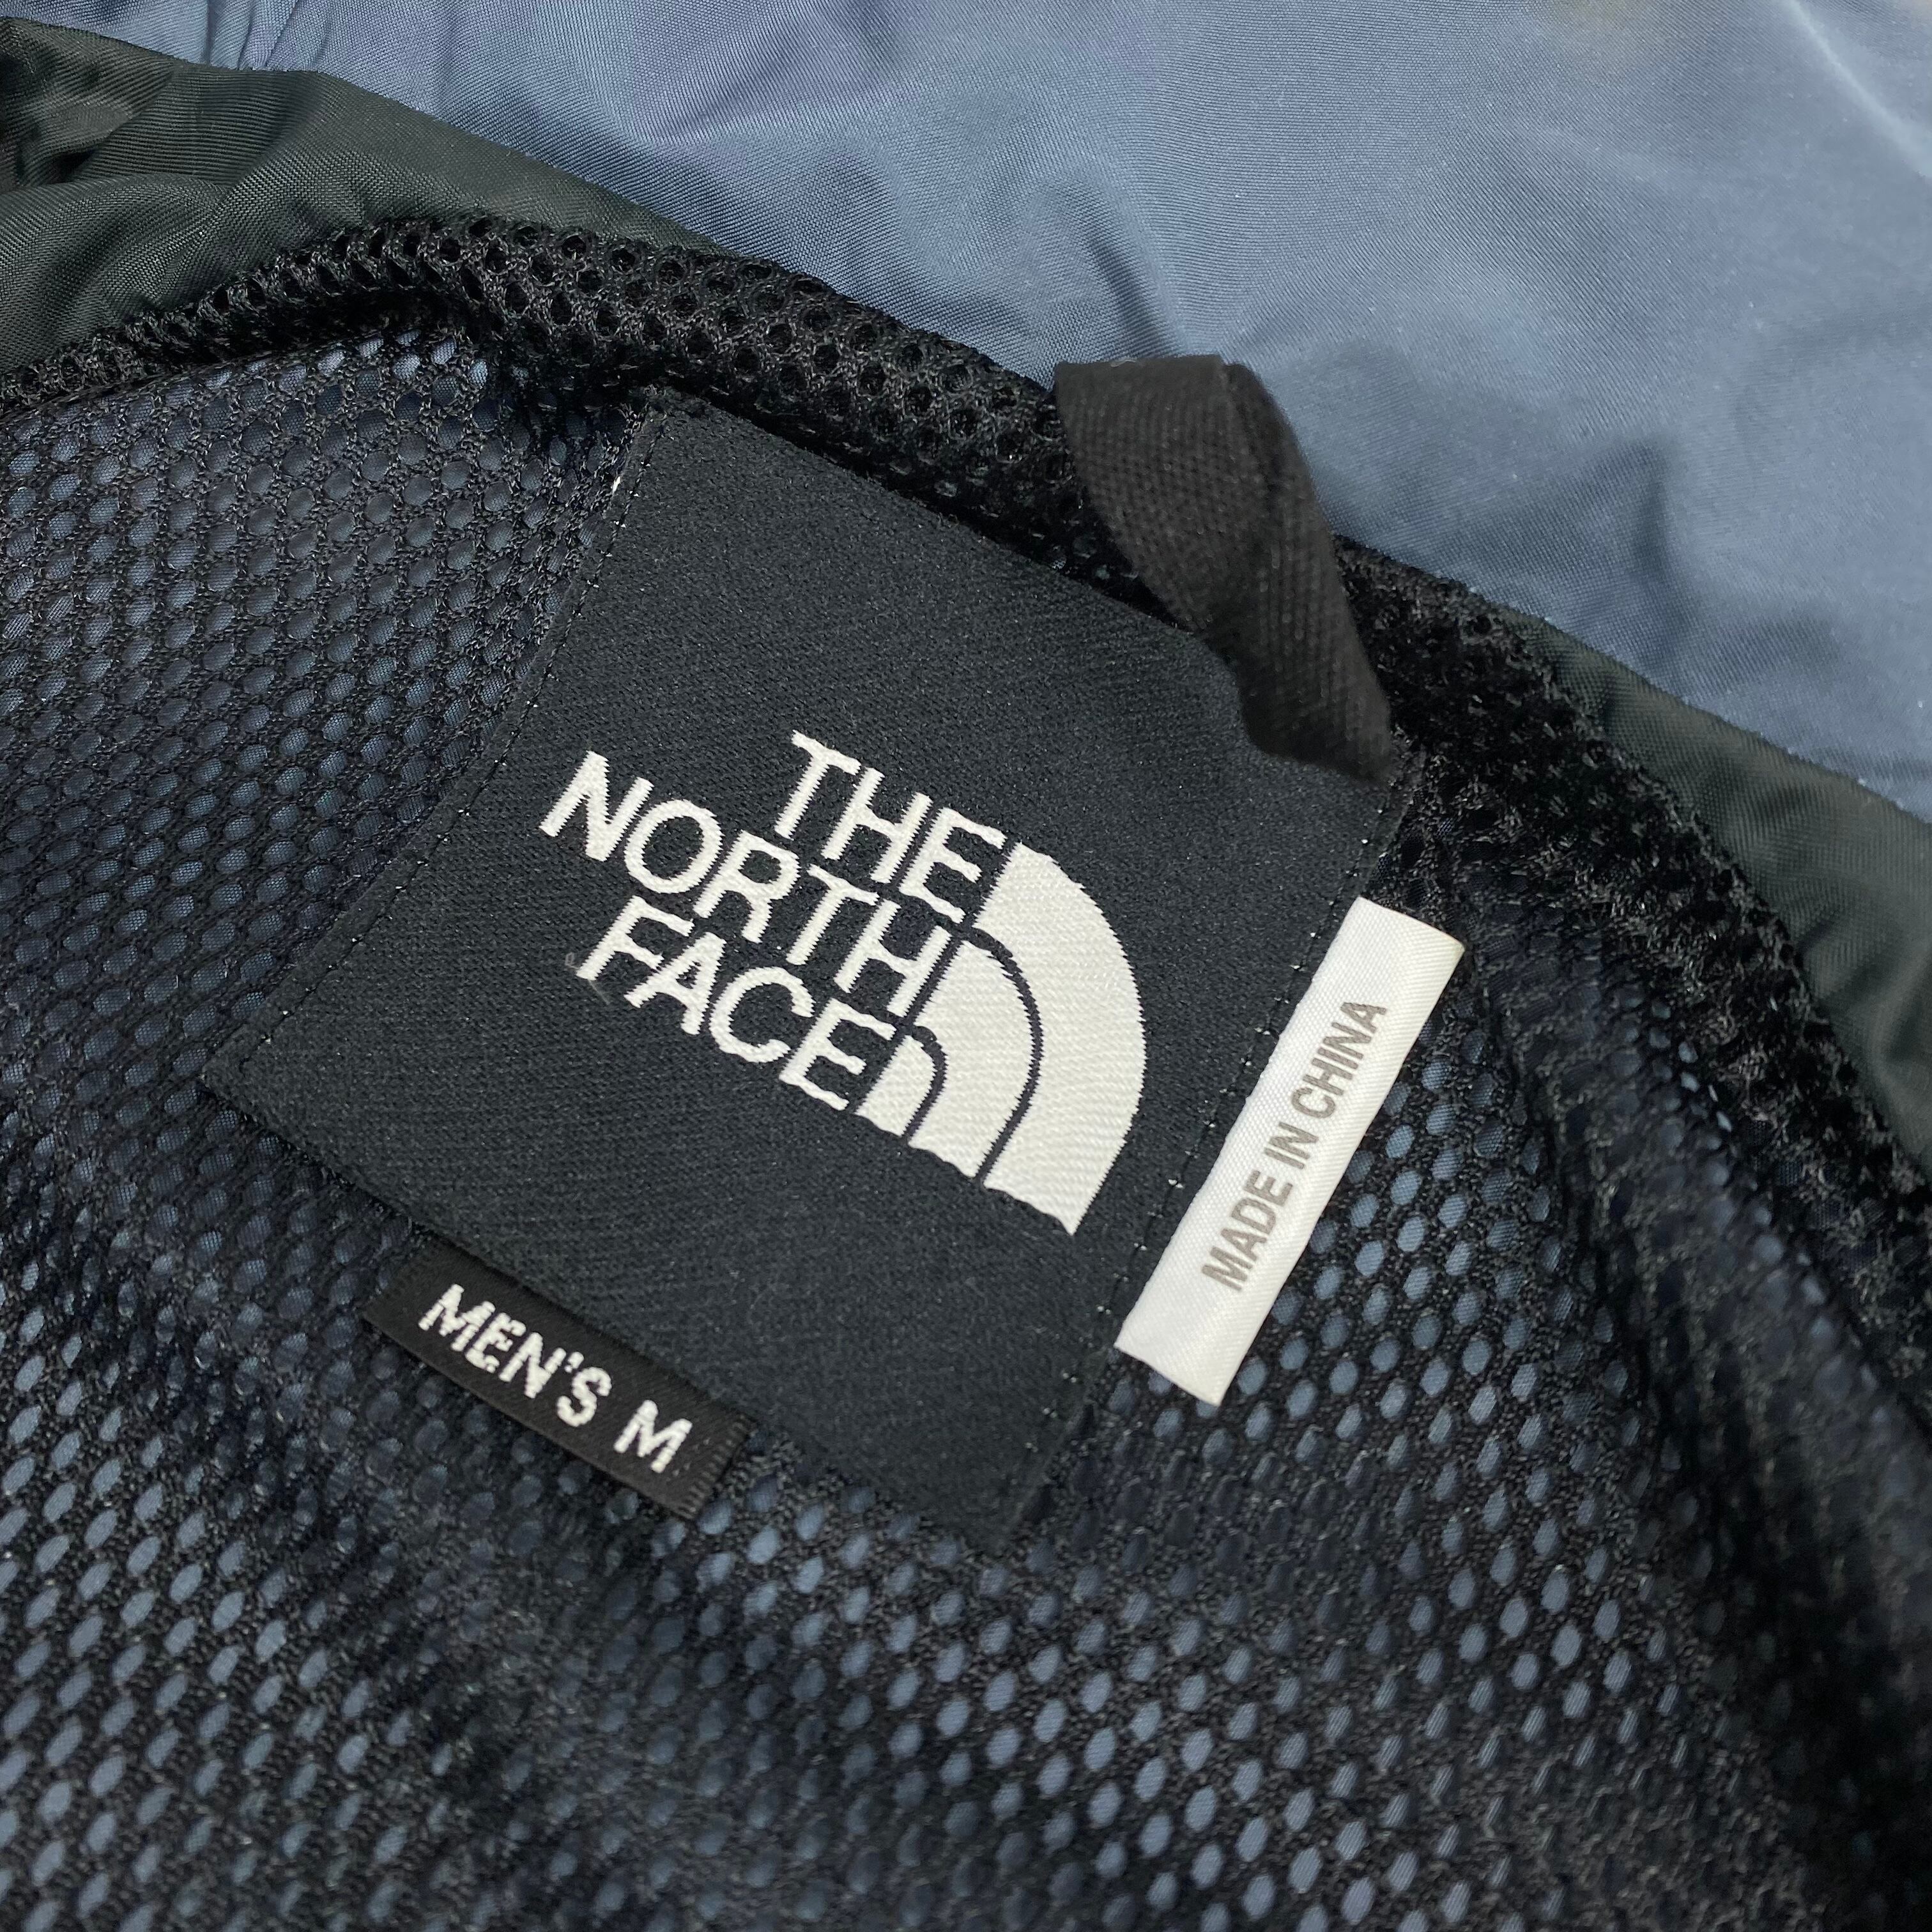 THE
NORTH
FACE
MADE IN CHINA
MEN'S M